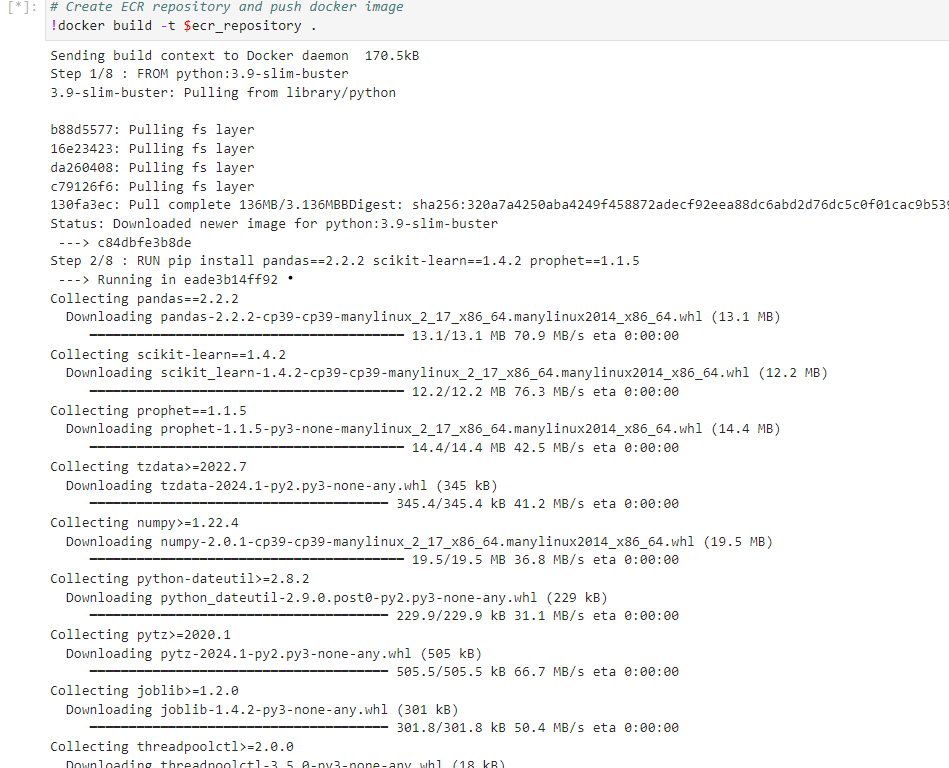 [*]: # Create ECR repository and push docker image
!docker build -t $ecr_repository .
Sending build context to Docker daemon  170.5kB
Step 1/8 : FROM python:3.9-slim-buster
3.9-slim-buster: Pulling from library/python
b88d5577: Pulling fs layer
16e23423: Pulling fs layer
da260408: Pulling fs layer
c79126f6: Pulling fs layer
130fa3ec: Pull complete 136MB/3.136MBBDigest: sha256:320a7a4250aba4249f458872adecf92eea88dc6abd2d76dc5c0f01cac9b539
Status: Downloaded newer image for python:3.9-slim-buster
 ---> c84dbfe3b8de
Step 2/8 : RUN pip install pandas==2.2.2 scikit-learn==1.4.2 prophet==1.1.5
 ---> Running in eade3b14ff92 •
Collecting pandas==2.2.2
  Downloading pandas-2.2.2-cp39-cp39-manylinux_2_17_x86_64.manylinux2014_x86_64.whl (13.1 MB)
13.1/13.1 MB 70.9 MB/s eta 0:00:00
Collecting scikit-learn==1.4.2
  Downloading scikit_learn-1.4.2-cp39-cp39-manylinux_2_17_x86_64.manylinux2014_x86_64.whl (12.2 MB)
12.2/12.2 MB 76.3 MB/s eta 0:00:00
Collecting prophet==1.1.5
  Downloading prophet-1.1.5-py3-none-manylinux_2_17_x86_64.manylinux2014_x86_64.whl (14.4 MB)
14.4/14.4 MB 42.5 MB/s eta 0:00:00
Collecting tzdata>=2022.7
  Downloading tzdata-2024.1-py2.py3-none-any.whl (345 kB)
345.4/345.4 kB 41.2 MB/s eta 0:00:00
Collecting numpy>=1.22.4
  Downloading numpy-2.0.1-cp39-cp39-manylinux_2_17_x86_64.manylinux2014_x86_64.whl (19.5 MB)
19.5/19.5 MB 36.8 MB/s eta 0:00:00
Collecting python-dateutil>=2.8.2
  Downloading python_dateutil-2.9.0.post0-py2.py3-none-any.whl (229 kB)
229.9/229.9 kB 31.1 MB/s eta 0:00:00
Collecting pytz>=2020.1
  Downloading pytz-2024.1-py2.py3-none-any.whl (505 kB)
505.5/505.5 kB 66.7 MB/s eta 0:00:00
Collecting joblib>=1.2.0
  Downloading joblib-1.4.2-py3-none-any.whl (301 kB)
301.8/301.8 kB 50.4 MB/s eta 0:00:00
Collecting threadpoolctl>=2.0.0
  Downloading threadpoolctl-3.5.0-py3-none-any.whl (18 kB)